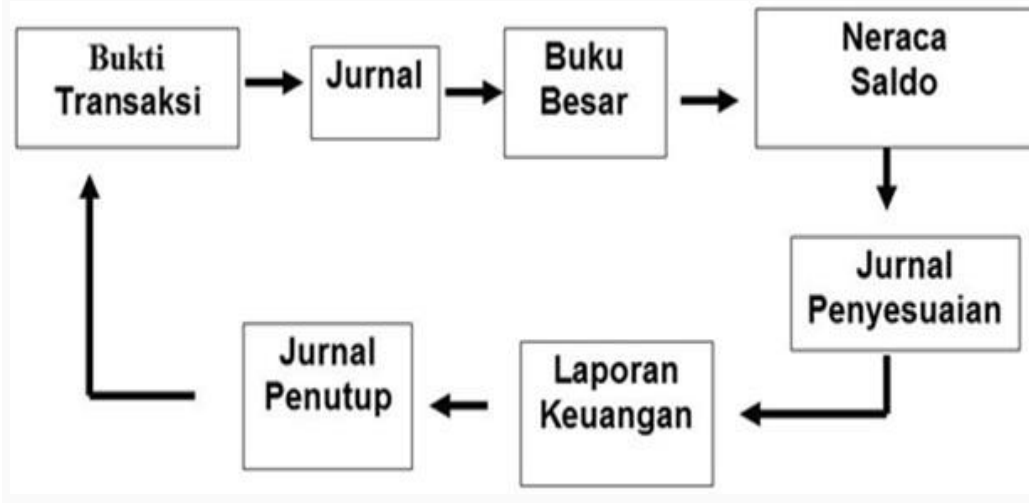 Bukti
Transaksi
Jurnal
Buku
Besar
Neraca
Saldo
Jurnal
Penyesuaian
Laporan
Keuangan
Jurnal
Penutup